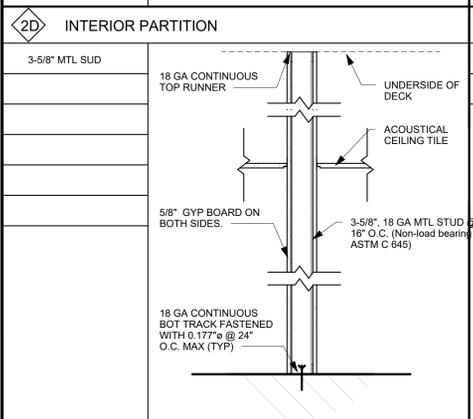 2D INTERIOR PARTITION
3-5/8" MTL SUD
18 GA CONTINUOUS
TOP RUNNER
UNDERSIDE OF
DECK
ACOUSTICAL
CEILING TILE
5/8" GYP BOARD ON
BOTH SIDES.
3-5/8", 18 GA MTL STUD @
16" O.C. (Non-load bearing
ASTM C 645)
18 GA CONTINUOUS
BOT TRACK FASTENED
WITH 0.177"ø @ 24"
O.C. MAX (TYP)